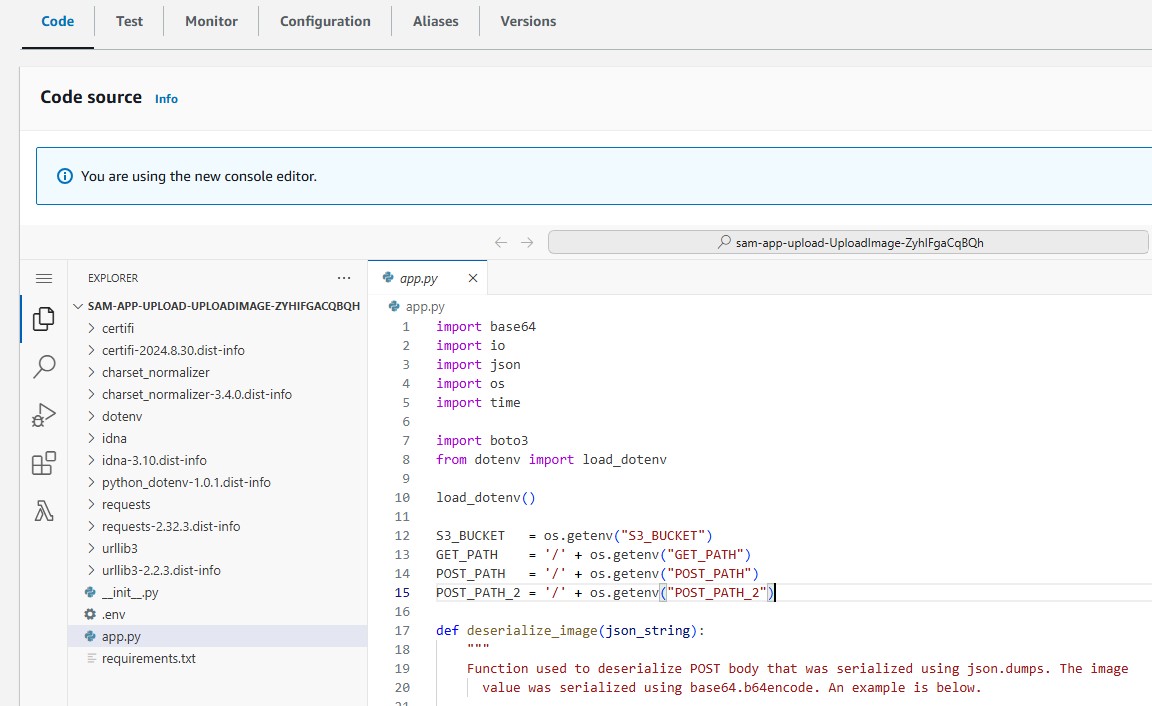 Code Test Monitor Configuration Aliases Versions
Code source Info
You are using the new console editor.
sam-app-upload-UploadImage-ZyhIFgaCqBQh
EXPLORER
SAM-APP-UPLOAD-UPLOADIMAGE-ZYHIFGACQBQH
certifi
certifi-2024.8.30.dist-info
charset_normalizer
charset_normalizer-3.4.0.dist-info
dotenv
idna
idna-3.10.dist-info
python_dotenv-1.0.1.dist-info
requests
requests-2.32.3.dist-info
urllib3
urllib3-2.2.3.dist-info
__init__.py
.env
app.py
requirements.txt
app.py
app.py
1 import base64
2 import io
3 import json
4 import os
5 import time
6
7 import boto3
8 from dotenv import load_dotenv
9
10 load_dotenv()
11
12 S3_BUCKET   = os.getenv("S3_BUCKET")
13 GET_PATH    = '/' + os.getenv("GET_PATH")
14 POST_PATH   = '/' + os.getenv("POST_PATH")
15 POST_PATH_2 = '/' + os.getenv("POST_PATH_2")
16
17 def deserialize_image(json_string):
18     """
19     Function used to deserialize POST body that was serialized using json.dumps. The image
20       value was serialized using base64.b64encode. An example is below.